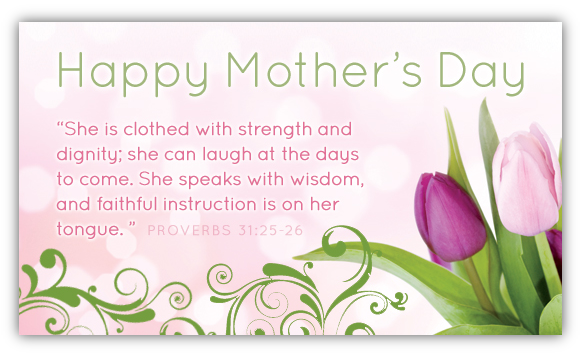 Happy Mother's Day
“She is clothed with strength and
dignity; she can laugh at the days
to come. She speaks with wisdom,
and faithful instruction is on her
tongue. ” PROVERBS 31:25-26